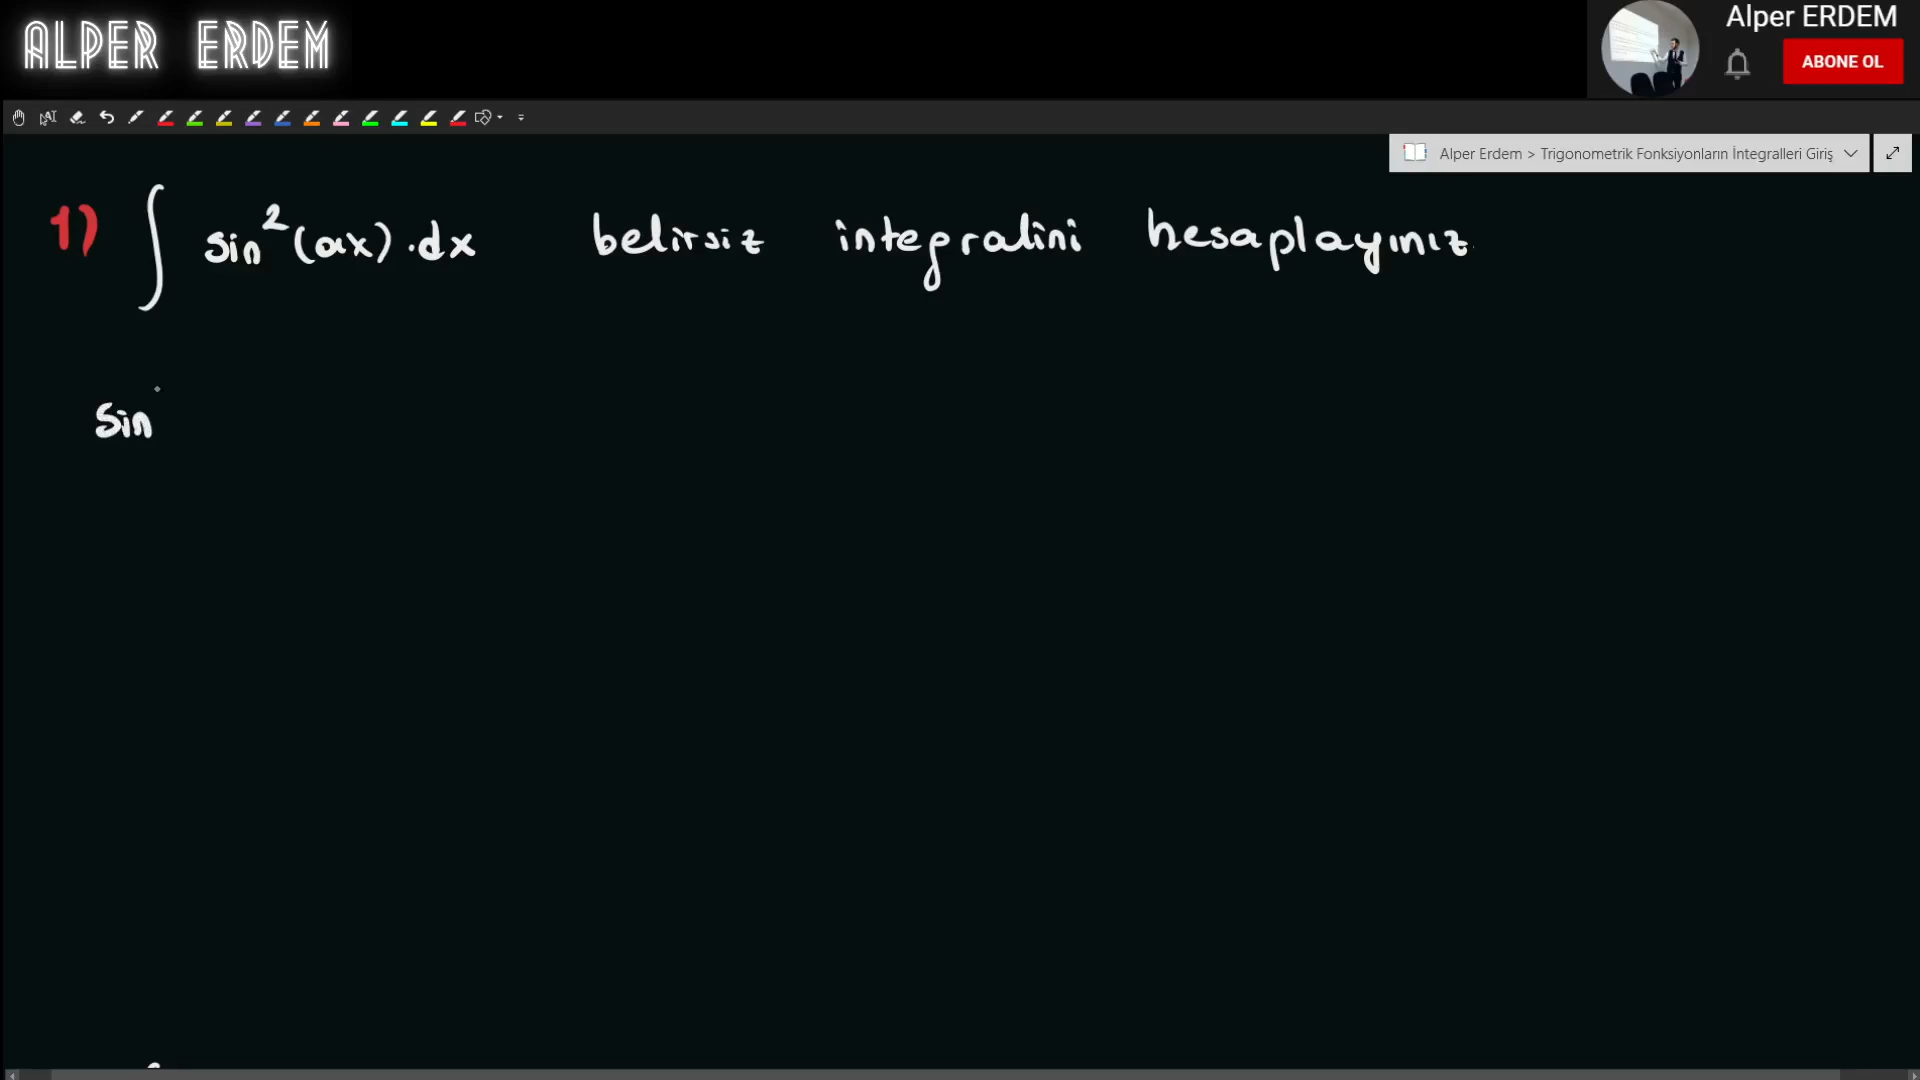 ALPER ERDEM
Alper ERDEM
ABONE OL
Alper Erdem > Trigonometrik Fonksiyonların İntegralleri Giriş
1) ∫ sin²(ax).dx belirsiz integralini hesaplayınız.
sin